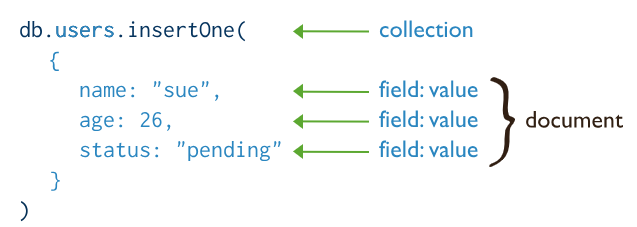 db.users.insertOne( collection
{
name: "sue", field: value
age: 26, field: value document
status: "pending" field: value
}
)